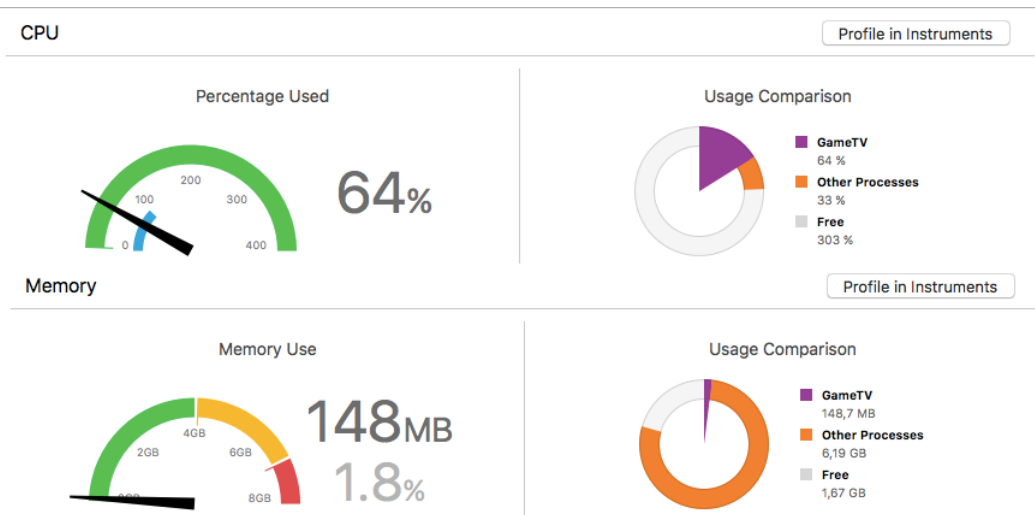 CPU
Profile in Instruments
Percentage Used
0
100
200
300
400
64%
Usage Comparison
GameTV
64 %
Other Processes
33 %
Free
303 %
Memory
Profile in Instruments
Memory Use
2GB
4GB
6GB
8GB
148MB
1.8%
Usage Comparison
GameTV
148,7 MB
Other Processes
6,19 GB
Free
1,67 GB